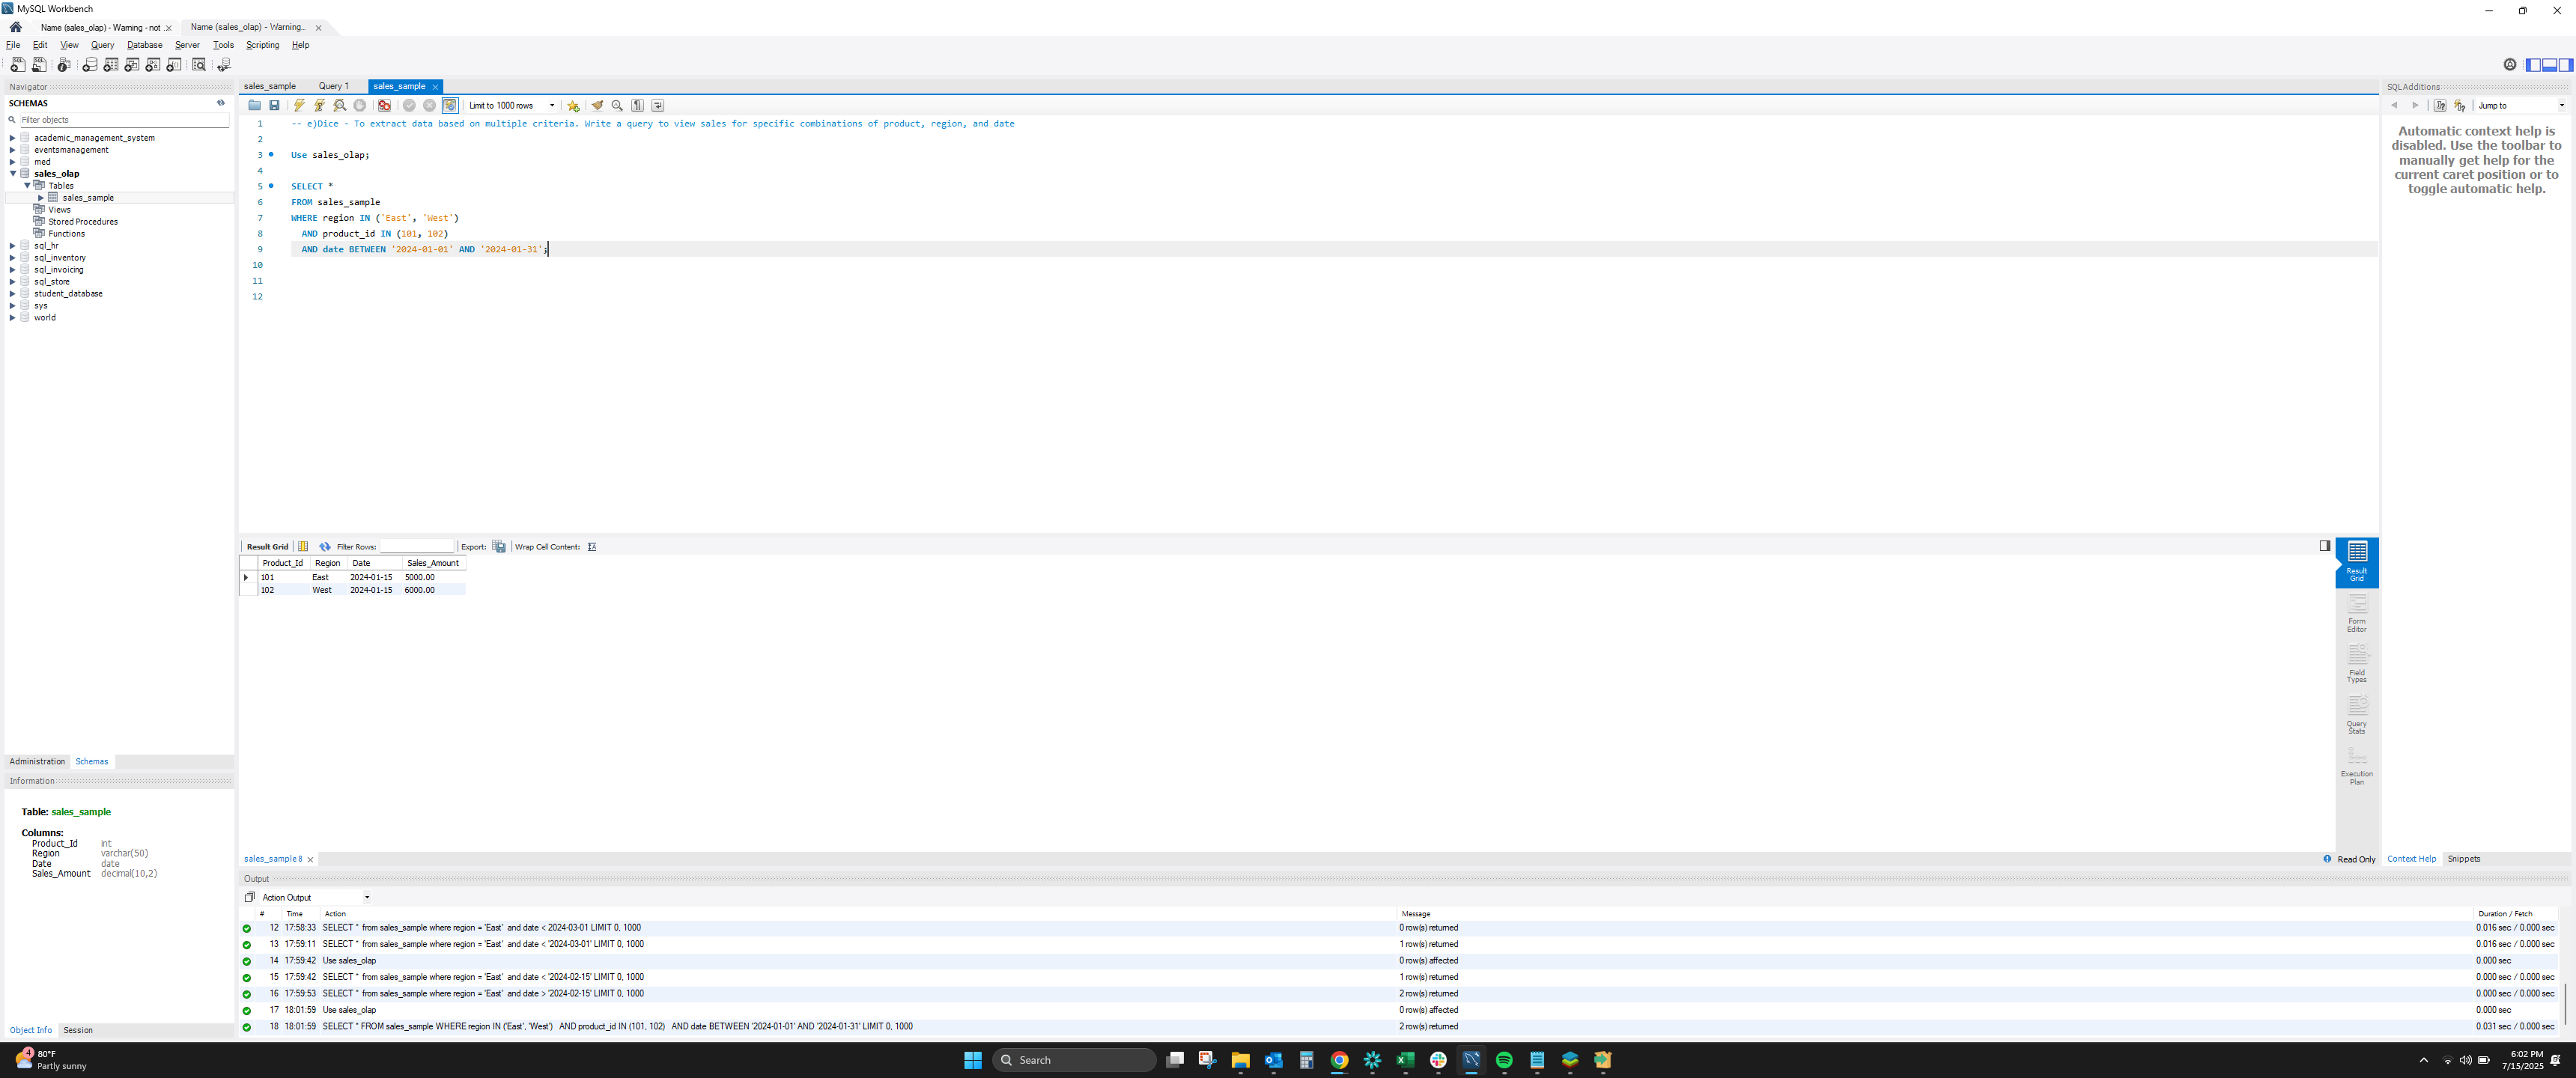 MySQL Workbench
Name (sales_olap) - Warning - not ...
Name (sales_olap) - Warning...
File Edit View Query Database Server Tools Scripting Help
Navigator
SCHEMAS
Filter objects
academic_management_system
eventsmanagement
med
sales_olap
Tables
sales_sample
Views
Stored Procedures
Functions
sql_hr
sql_inventory
sql_invoicing
sql_store
student_database
sys
world
Administration Schemas
Information
Table: sales_sample
Columns:
Product_Id int
Region varchar(50)
Date date
Sales_Amount decimal(10,2)
Object Info Session
sales_sample Query 1 sales_sample
Limit to 1000 rows
1 -- e)Dice - To extract data based on multiple criteria. Write a query to view sales for specific combinations of product, region, and date
2
3 Use sales_olap;
4
5 SELECT *
6 FROM sales_sample
7 WHERE region IN ('East', 'West')
8 AND product_id IN (101, 102)
9 AND date BETWEEN '2024-01-01' AND '2024-01-31';
10
11
12
Result Grid Filter Rows: Export: Wrap Cell Content:
Product_Id Region Date Sales_Amount
101 East 2024-01-15 5000.00
102 West 2024-01-15 6000.00
Result Grid
Form Editor
Field Types
Query Stats
Execution Plan
sales_sample 8
Read Only
SQLAdditions
Jump to
Automatic context help is
disabled. Use the toolbar to
manually get help for the
current caret position or to
toggle automatic help.
Context Help Snippets
Output
Action Output
# Time Action Message Duration / Fetch
12 17:58:33 SELECT * from sales_sample where region = 'East' and date < 2024-03-01 LIMIT 0, 1000 0 row(s) returned 0.016 sec / 0.000 sec
13 17:59:11 SELECT * from sales_sample where region = 'East' and date < '2024-03-01' LIMIT 0, 1000 1 row(s) returned 0.016 sec / 0.000 sec
14 17:59:42 Use sales_olap 0 row(s) affected 0.000 sec
15 17:59:42 SELECT * from sales_sample where region = 'East' and date < '2024-02-15' LIMIT 0, 1000 1 row(s) returned 0.000 sec / 0.000 sec
16 17:59:53 SELECT * from sales_sample where region = 'East' and date > '2024-02-15' LIMIT 0, 1000 2 row(s) returned 0.000 sec / 0.000 sec
17 18:01:59 Use sales_olap 0 row(s) affected 0.000 sec
18 18:01:59 SELECT * FROM sales_sample WHERE region IN ('East', 'West') AND product_id IN (101, 102) AND date BETWEEN '2024-01-01' AND '2024-01-31' LIMIT 0, 1000 2 row(s) returned 0.031 sec / 0.000 sec
4
80°F
Partly sunny
Search
6:02 PM
7/15/2025